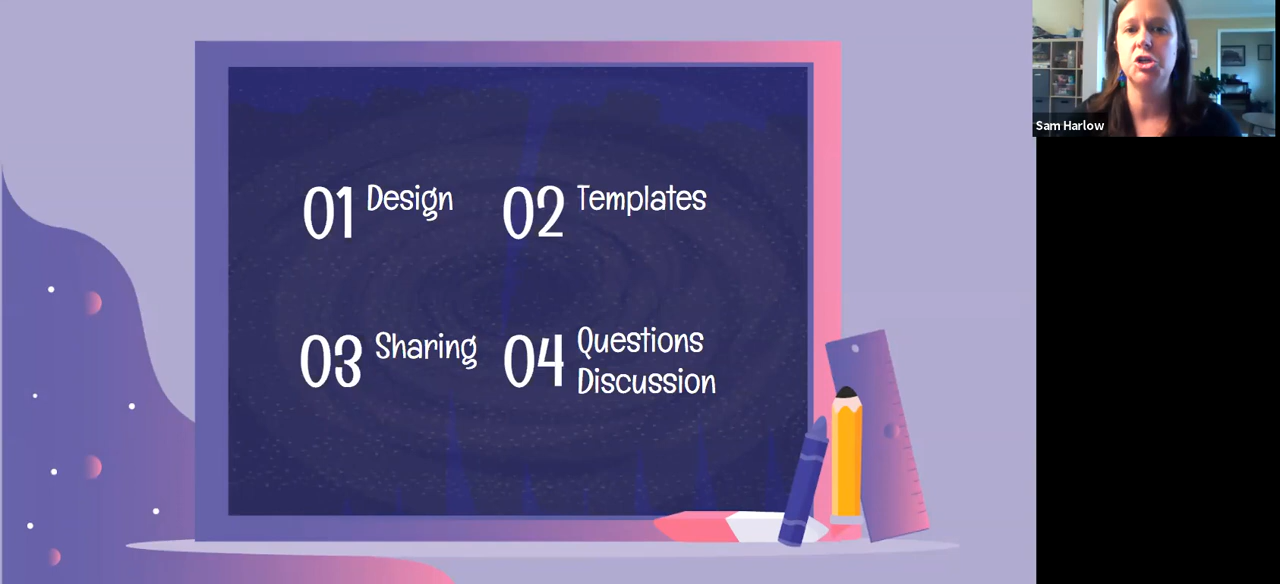 01 Design
02 Templates
03 Sharing
04 Questions
Discussion
Sam Harlow